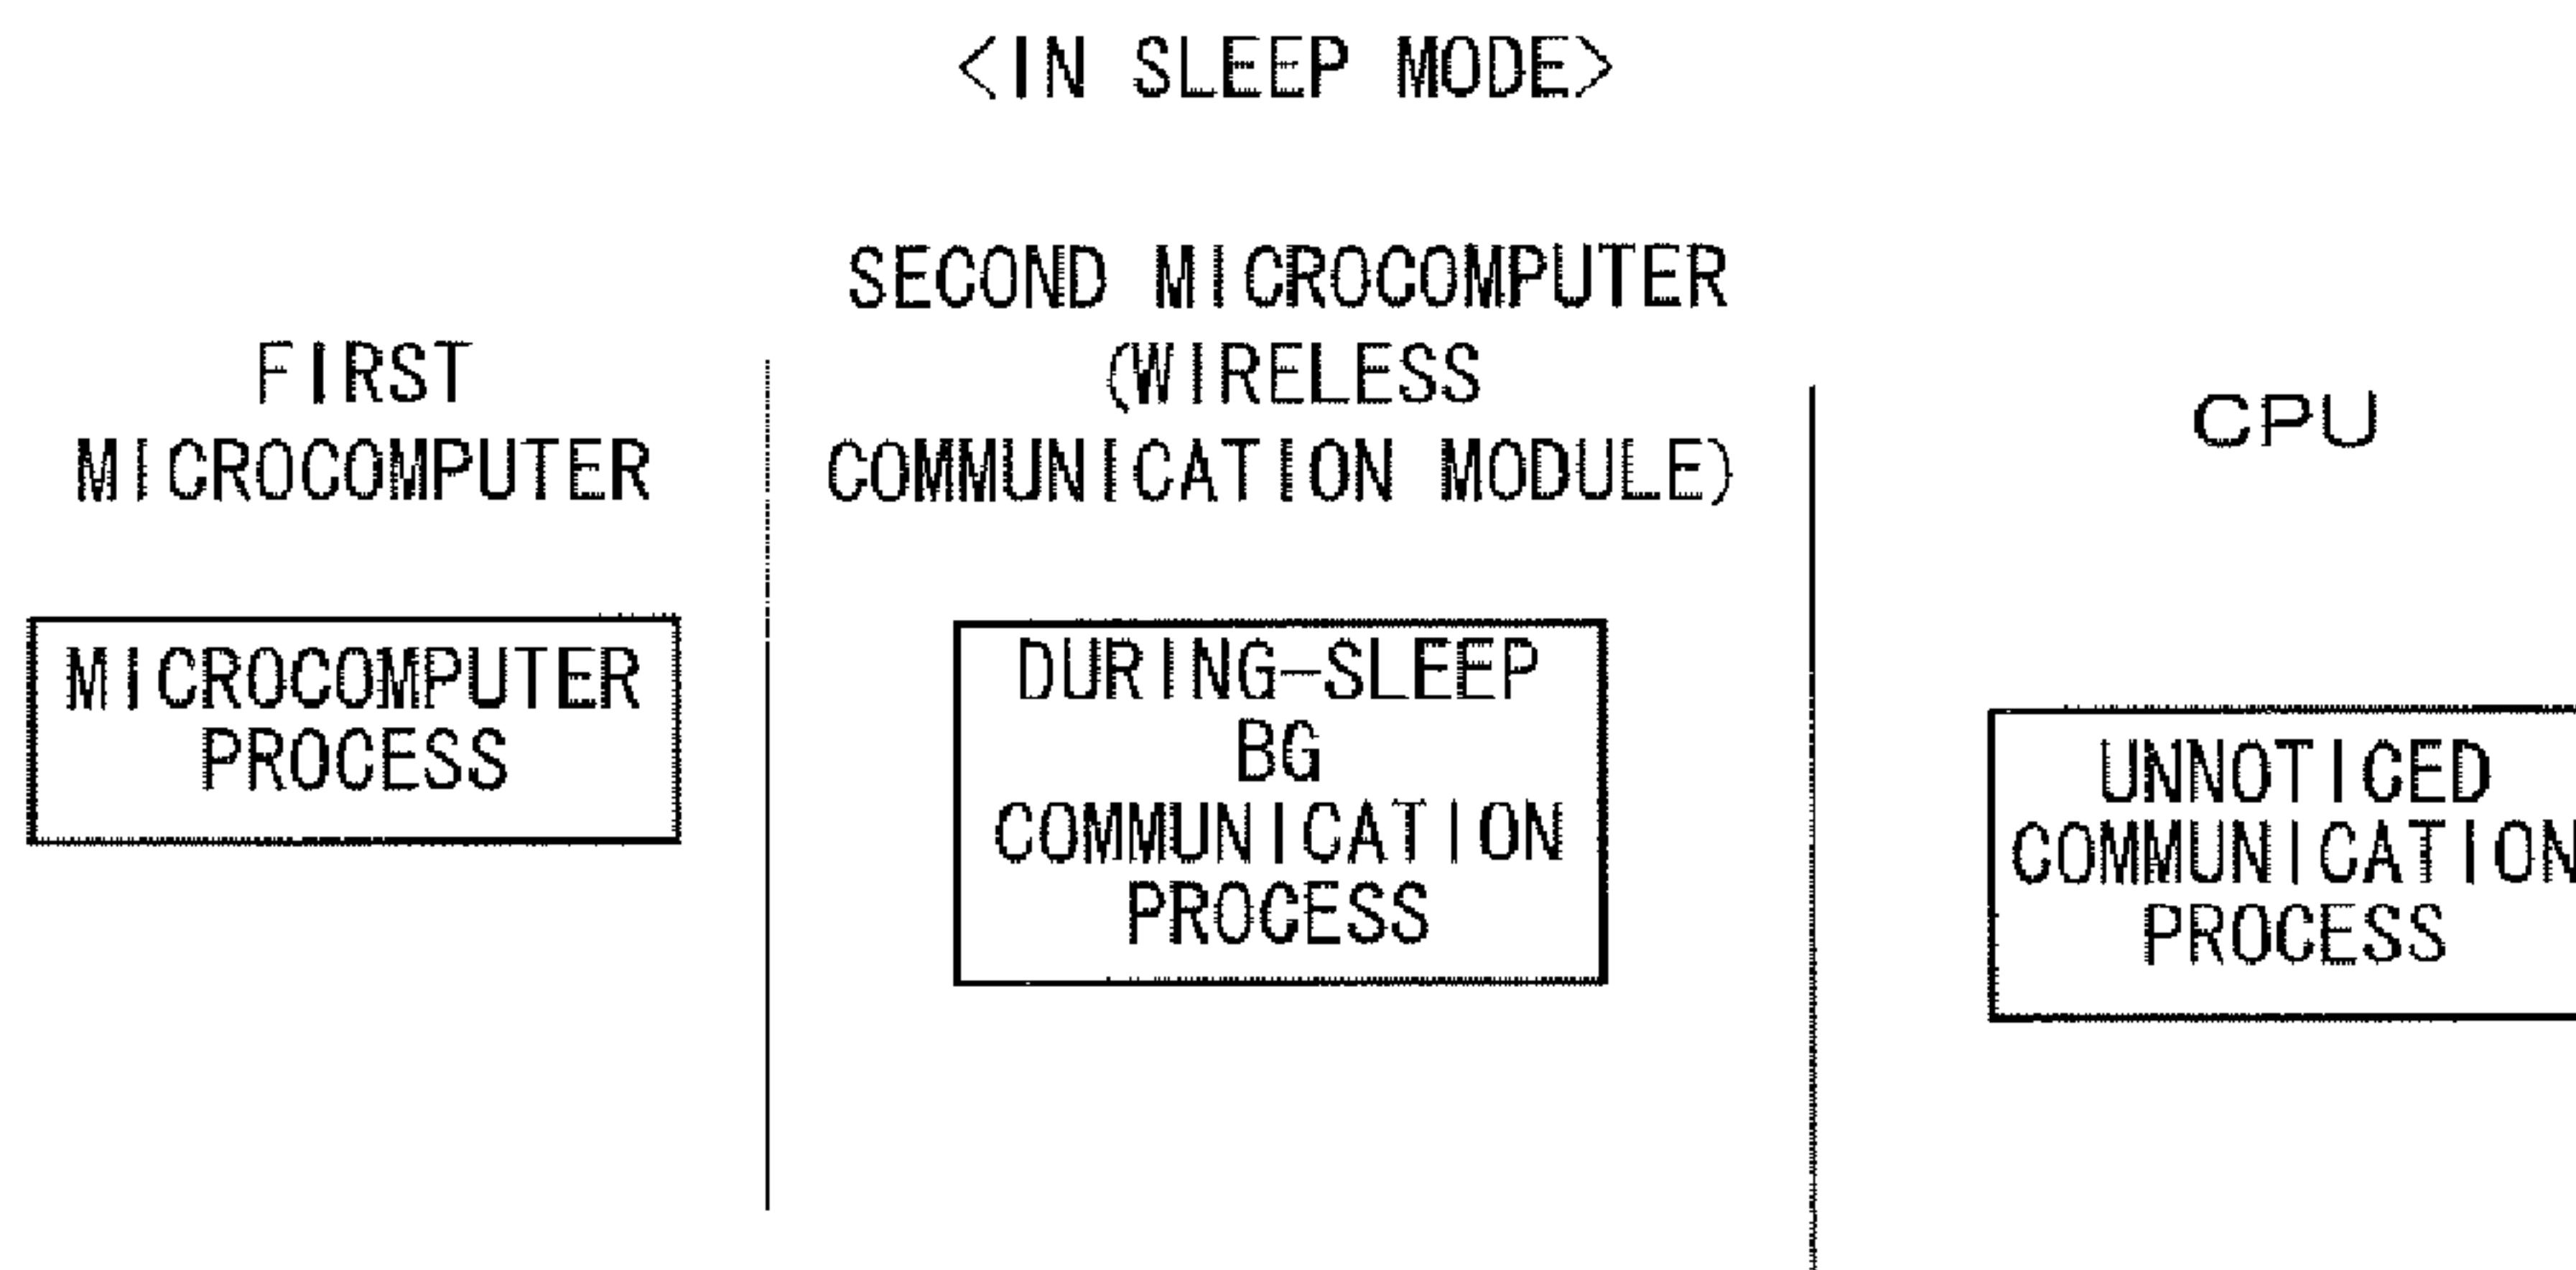 <IN SLEEP MODE>
FIRST
MICROCOMPUTER
SECOND MICROCOMPUTER
(WIRELESS
COMMUNICATION MODULE)
CPU
MICROCOMPUTER
PROCESS
DURING-SLEEP
BG
COMMUNICATION
PROCESS
UNNOTICED
COMMUNICATION
PROCESS